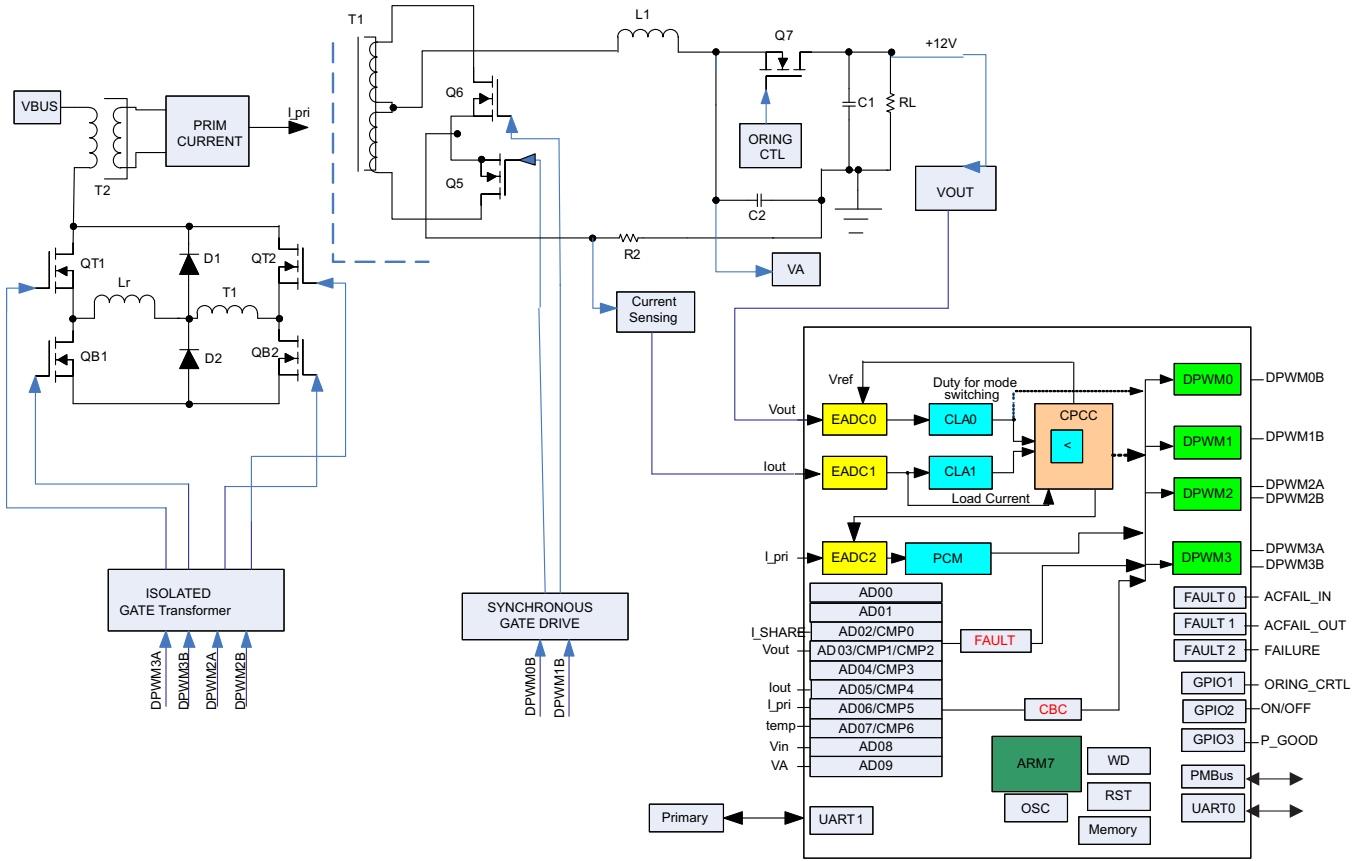 T1
L1
Q7
+12V
VBUS
PRIM
CURRENT
I_pri
T2
Q6
Q5
ORING
CTL
C1
RL
VOUT
C2
R2
VA
QT1
D1
QT2
Lr
T1
QB1
D2
QB2
Current
Sensing
Vref
Duty for mode
switching
Vout
EADC0
CLA0
CPCC
<
DPWM0
DPWM0B
Iout
EADC1
CLA1
Load Current
DPWM1
DPWM1B
DPWM2
DPWM2A
DPWM2B
I_pri
EADC2
PCM
DPWM3
DPWM3A
DPWM3B
ISOLATED
GATE Transformer
DPWM3A
DPWM3B
DPWM2A
DPWM2B
SYNCHRONOUS
GATE DRIVE
DPWM0B
DPWM1B
AD00
AD01
I_SHARE
AD02/CMP0
Vout
AD03/CMP1/CMP2
AD04/CMP3
Iout
AD05/CMP4
I_pri
AD06/CMP5
temp
AD07/CMP6
Vin
AD08
VA
AD09
FAULT
CBC
FAULT 0
ACFAIL_IN
FAULT 1
ACFAIL_OUT
FAULT 2
FAILURE
GPIO1
ORING_CRTL
GPIO2
ON/OFF
GPIO3
P_GOOD
ARM7
WD
OSC
RST
Memory
PMBus
UART0
Primary
UART1